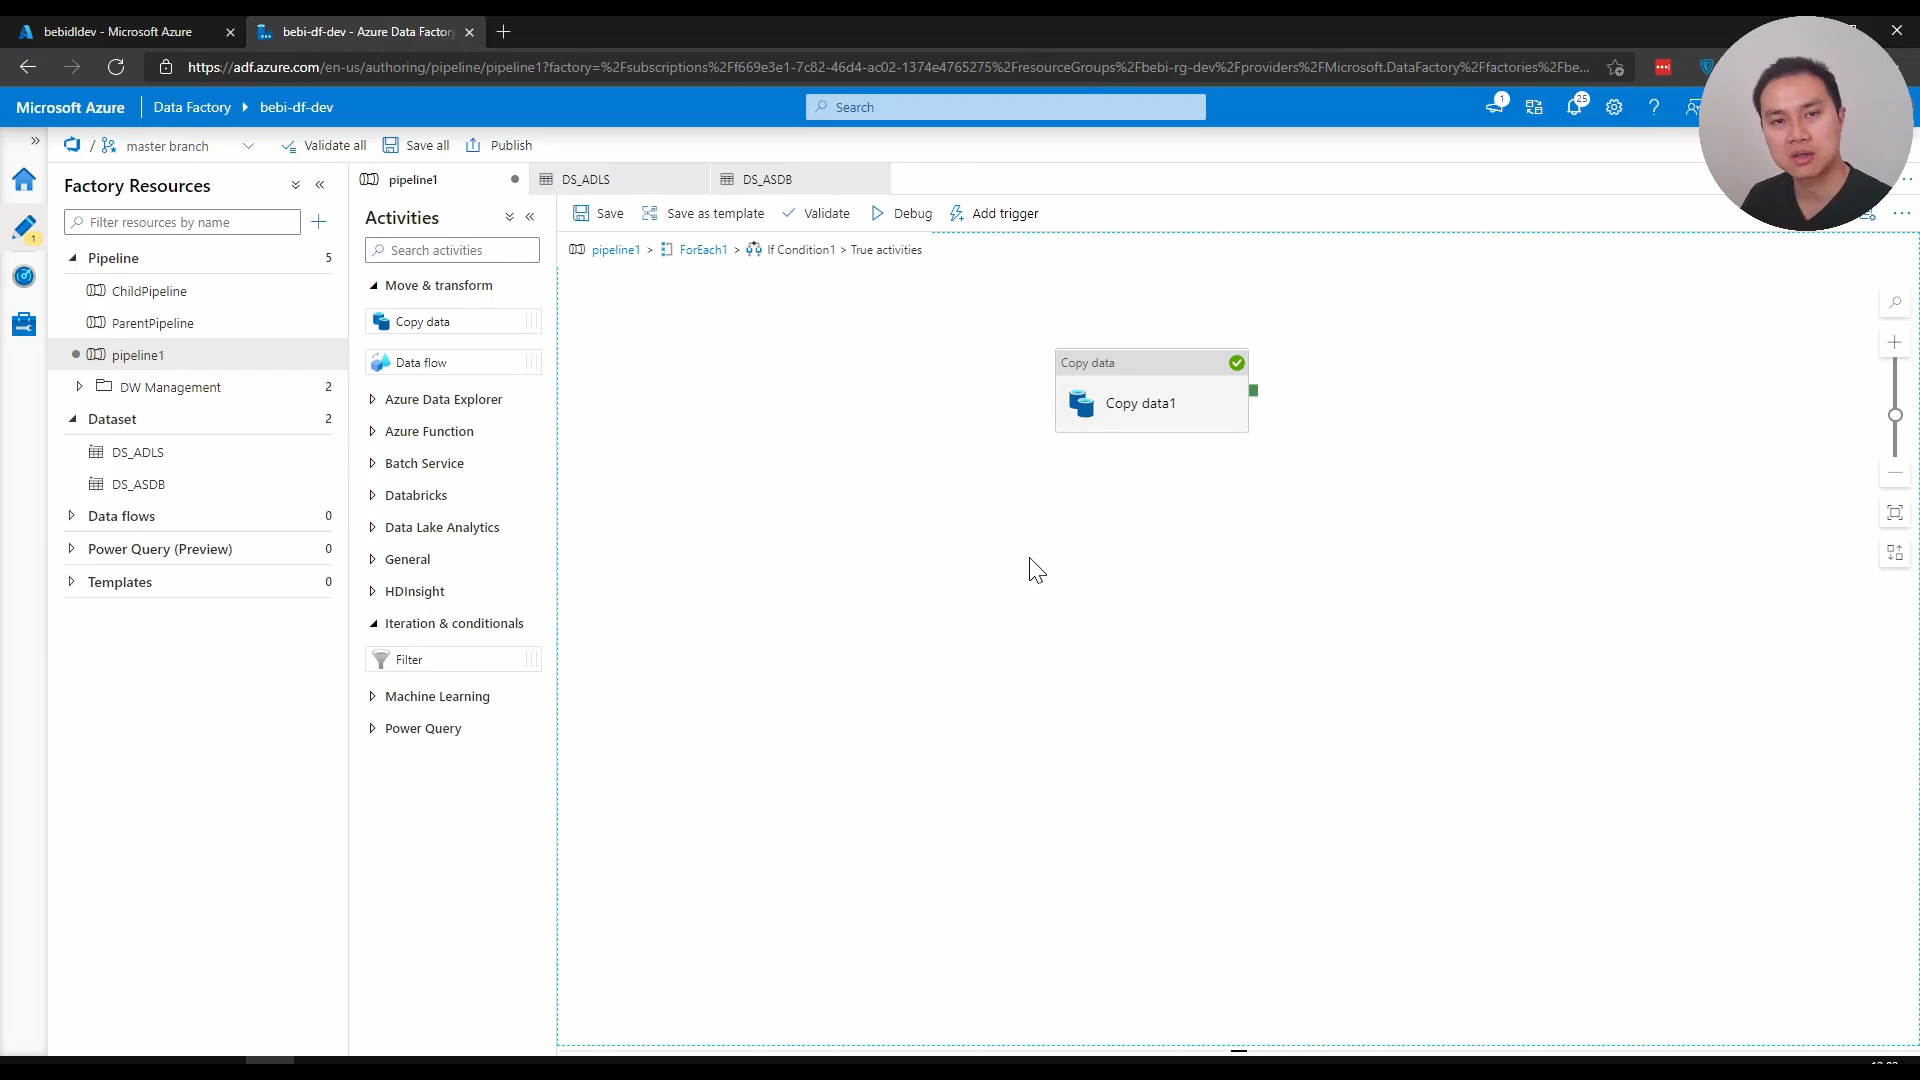 bebidldev - Microsoft Azure
bebi-df-dev - Azure Data Factory
https://adf.azure.com/en-us/authoring/pipeline/pipeline1?factory=%2Fsubscriptions%2Ff669e3e1-7c82-46d4-ac02-1374e4765275%2FresourceGroups%2Fbebi-rg-dev%2Fproviders%2FMicrosoft.DataFactory%2Ffactories%2Fbe...
Microsoft Azure
Data Factory
bebi-df-dev
Search
1
25
/
master branch
Validate all
Save all
Publish
1
Factory Resources
Filter resources by name
Pipeline 5
ChildPipeline
ParentPipeline
pipeline1
DW Management 2
Dataset 2
DS_ADLS
DS_ASDB
Data flows 0
Power Query (Preview) 0
Templates 0
pipeline1
DS_ADLS
DS_ASDB
Activities
Search activities
Move & transform
Copy data
Data flow
Azure Data Explorer
Azure Function
Batch Service
Databricks
Data Lake Analytics
General
HDInsight
Iteration & conditionals
Filter
Machine Learning
Power Query
Save
Save as template
Validate
Debug
Add trigger
pipeline1 > ForEach1 > If Condition1 > True activities
Copy data
Copy data1